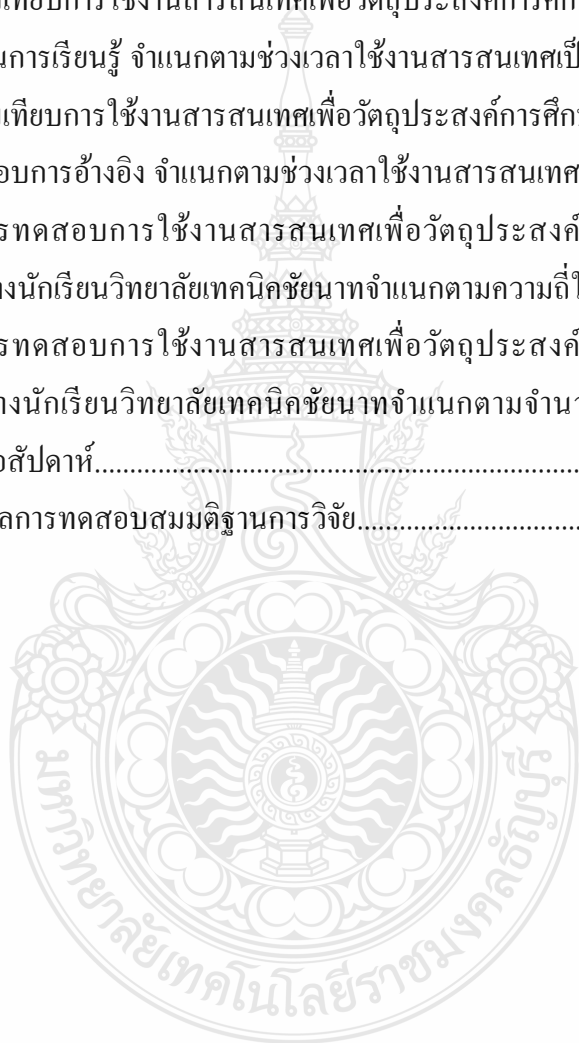 งเทียบการใช้งานสารสนเทศเพื่อวัตถุประสงค์การศึก
นการเรียนรู้ จำแนกตามช่วงเวลาใช้งานสารสนเทศเป็
งเทียบการใช้งานสารสนเทศเพื่อวัตถุประสงค์การศึก
อบการอ้างอิง จำแนกตามช่วงเวลาใช้งานสารสนเทศ
รทดสอบการใช้งานสารสนเทศเพื่อวัตถุประสงค์
างนักเรียนวิทยาลัยเทคนิคชัยนาทจำแนกตามความถี่ใ
รทดสอบการใช้งานสารสนเทศเพื่อวัตถุประสงค์
างนักเรียนวิทยาลัยเทคนิคชัยนาทจำแนกตามจำนว
อสัปดาห์......................................................................
ลการทดสอบสมมติฐานการวิจัย................................
มหาวิทยาลัยเทคโนโลยีราชมงคลธัญบุรี